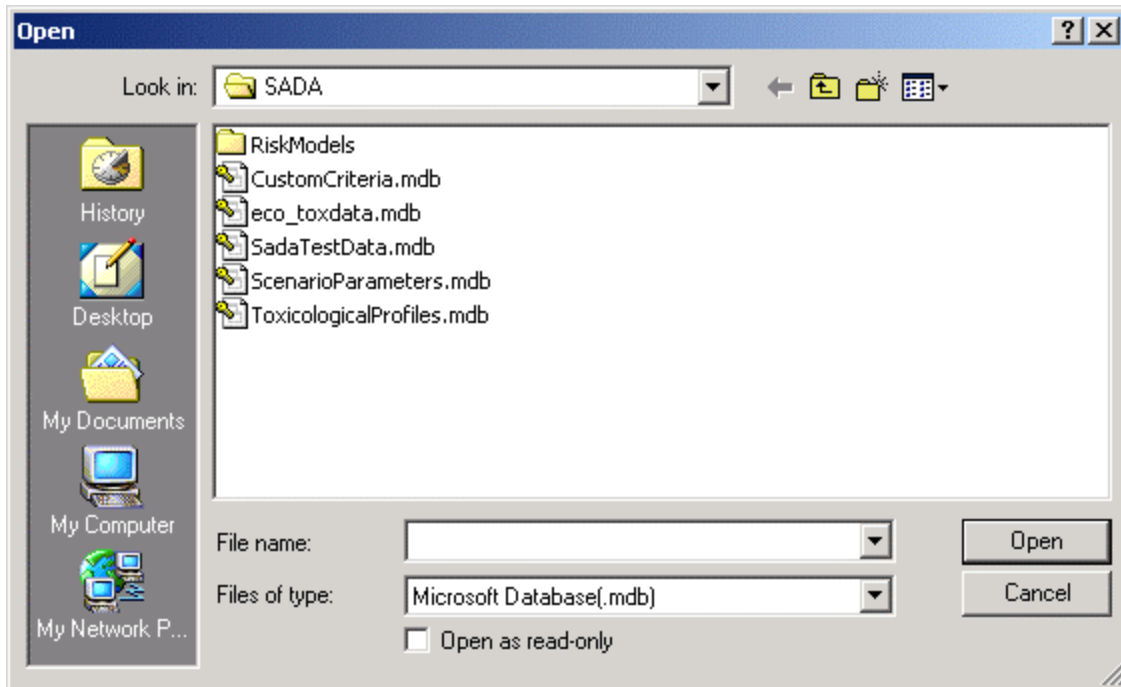 Open
Look in: SADA
History
Desktop
My Documents
My Computer
My Network P...
RiskModels
CustomCriteria.mdb
eco_toxdata.mdb
SadaTestData.mdb
ScenarioParameters.mdb
ToxicologicalProfiles.mdb
File name:
Open
Files of type: Microsoft Database(.mdb)
Cancel
Open as read-only